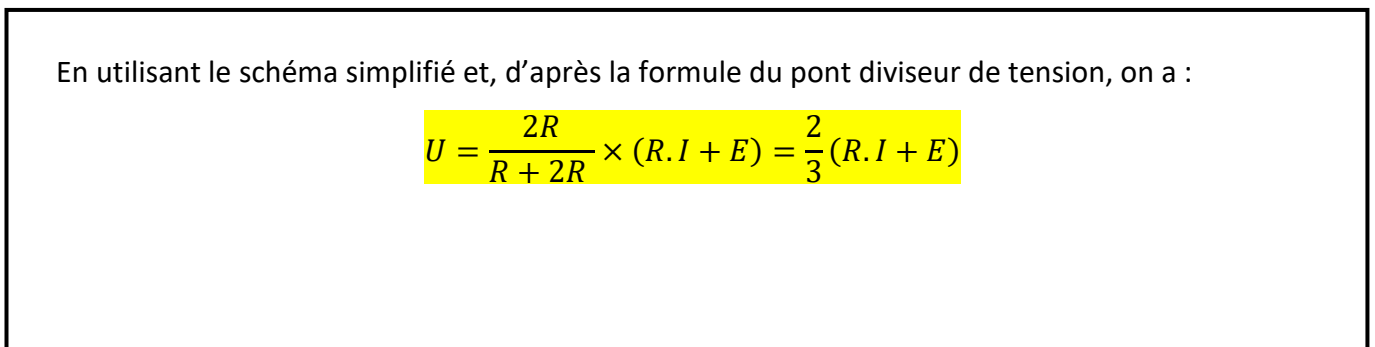 En utilisant le schéma simplifié et, d’après la formule du pont diviseur de tension, on a :
U = 2R / (R + 2R) × (R. I + E) = 2/3 (R. I + E)